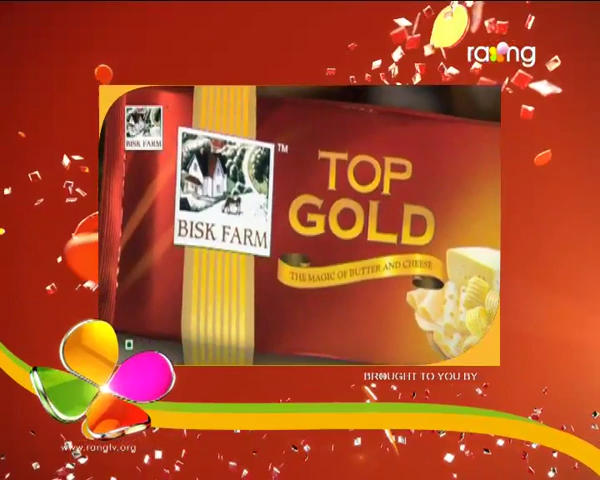 rang
BISK FARM
TM
BISK FARM
TOP
GOLD
THE MAGIC OF BUTTER AND CHEESE
BROUGHT TO YOU BY
www.rangtv.org